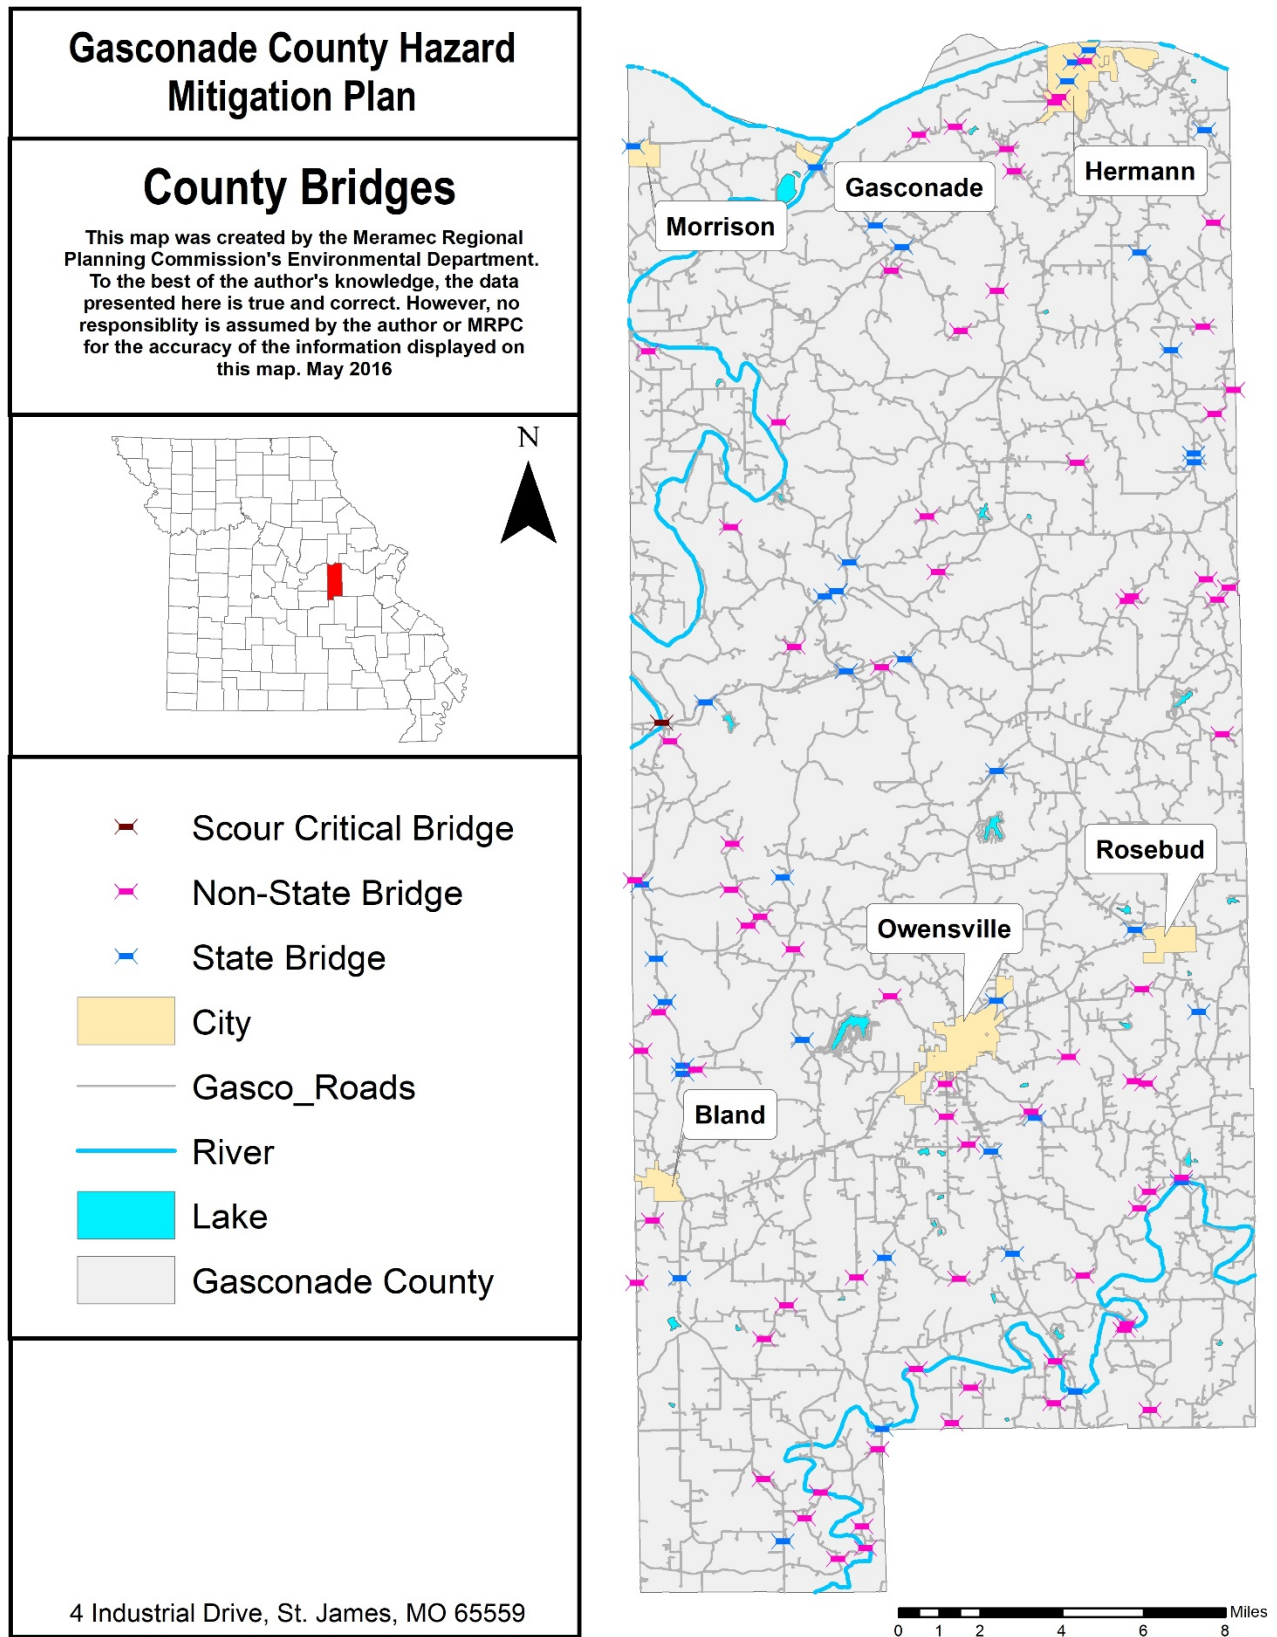 Gasconade County Hazard
Mitigation Plan
County Bridges
This map was created by the Meramec Regional
Planning Commission's Environmental Department.
To the best of the author's knowledge, the data
presented here is true and correct. However, no
responsiblity is assumed by the author or MRPC
for the accuracy of the information displayed on
this map. May 2016
N
Scour Critical Bridge
Non-State Bridge
State Bridge
City
Gasco_Roads
River
Lake
Gasconade County
4 Industrial Drive, St. James, MO 65559
Hermann
Gasconade
Morrison
Rosebud
Owensville
Bland
Miles
0 1 2 4 6 8